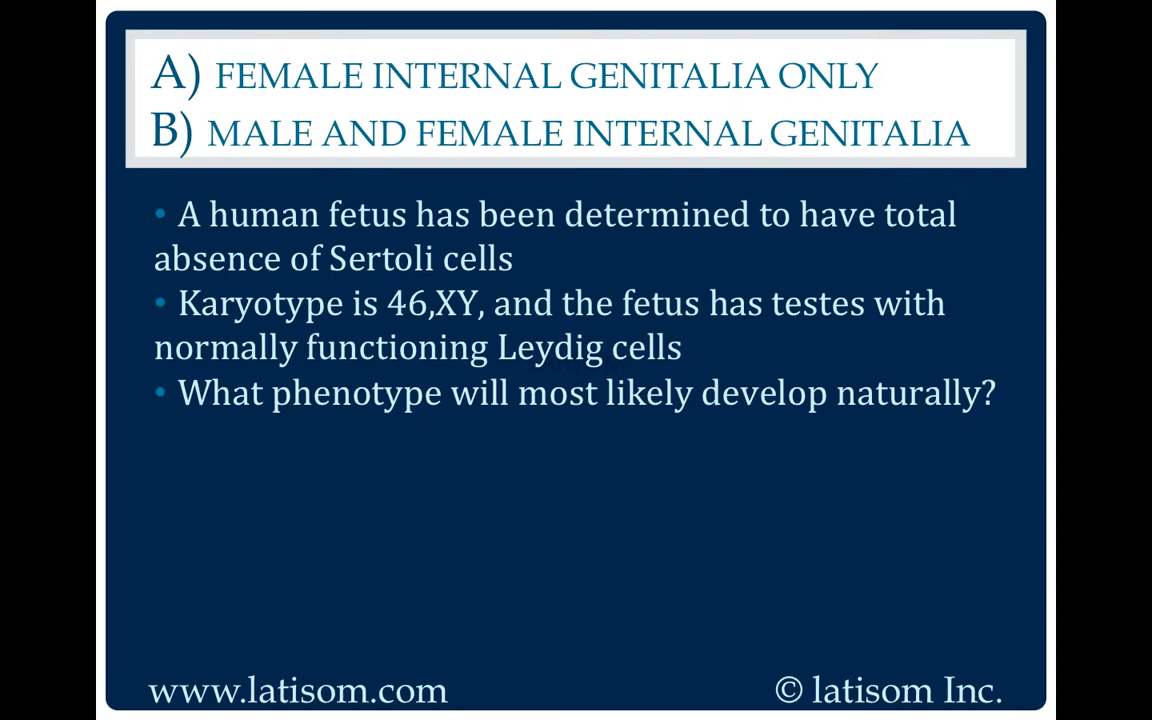 A) FEMALE INTERNAL GENITALIA ONLY
B) MALE AND FEMALE INTERNAL GENITALIA
• A human fetus has been determined to have total
absence of Sertoli cells
• Karyotype is 46,XY, and the fetus has testes with
normally functioning Leydig cells
• What phenotype will most likely develop naturally?
www.latisom.com
© latisom Inc.